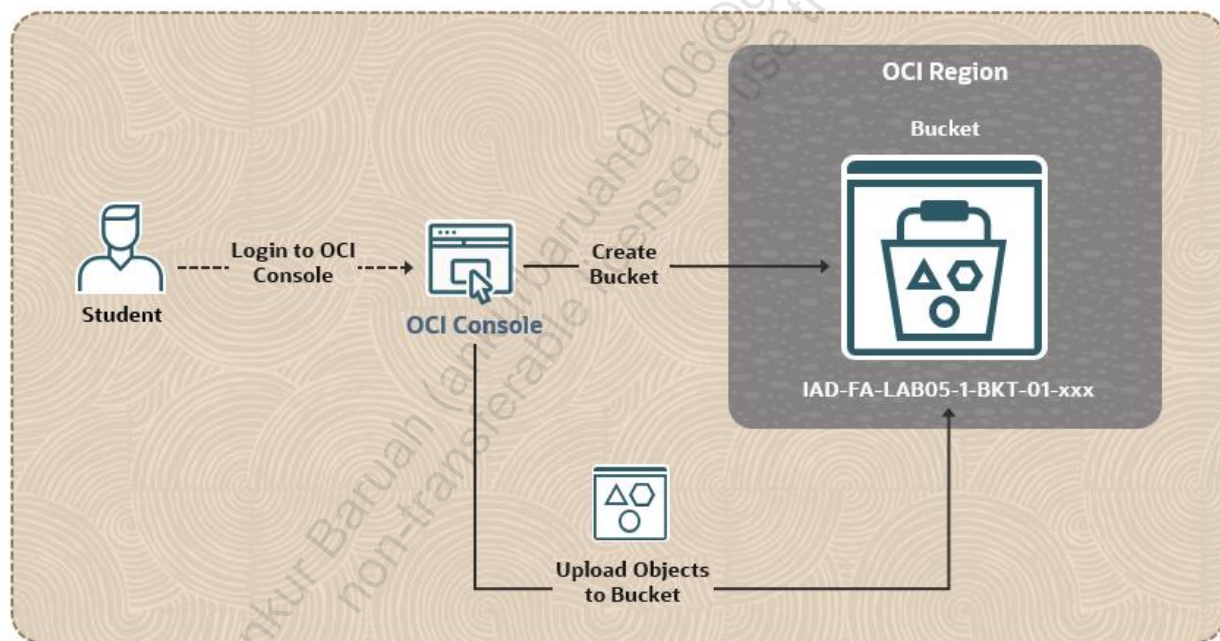 OCI Region
Bucket
Login to OCI
Console
Create
Bucket
Student
OCI Console
IAD-FA-LAB05-1-BKT-01-xxx
Upload Objects
to Bucket